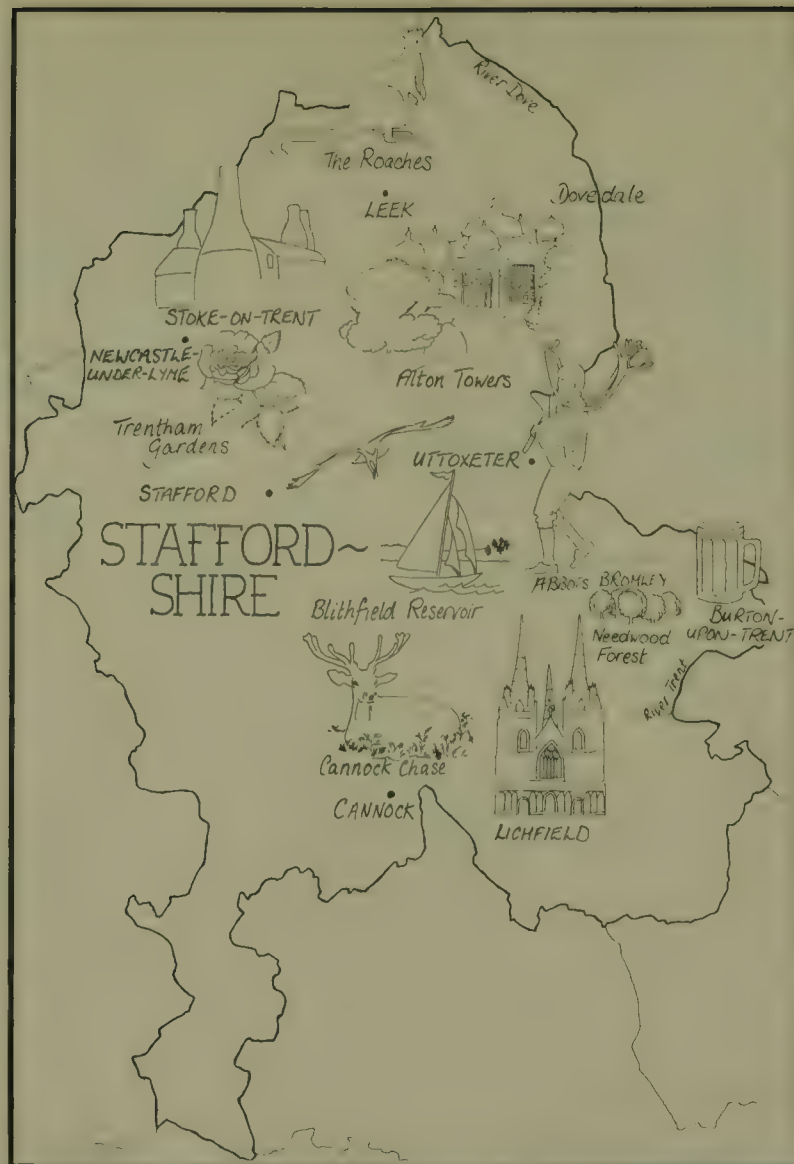 River Dove
The Roaches
LEEK
Dovedale
STOKE-ON-TRENT
NEWCASTLE-
UNDER-LYME
Alton Towers
Trentham
Gardens
UTTOXETER
STAFFORD
STAFFORD~
SHIRE
ABBOTS BROMLEY
Blithfield Reservoir
BURTON-
UPON-TRENT
Needwood
Forest
River Trent
Cannock Chase
CANNOCK
LICHFIELD